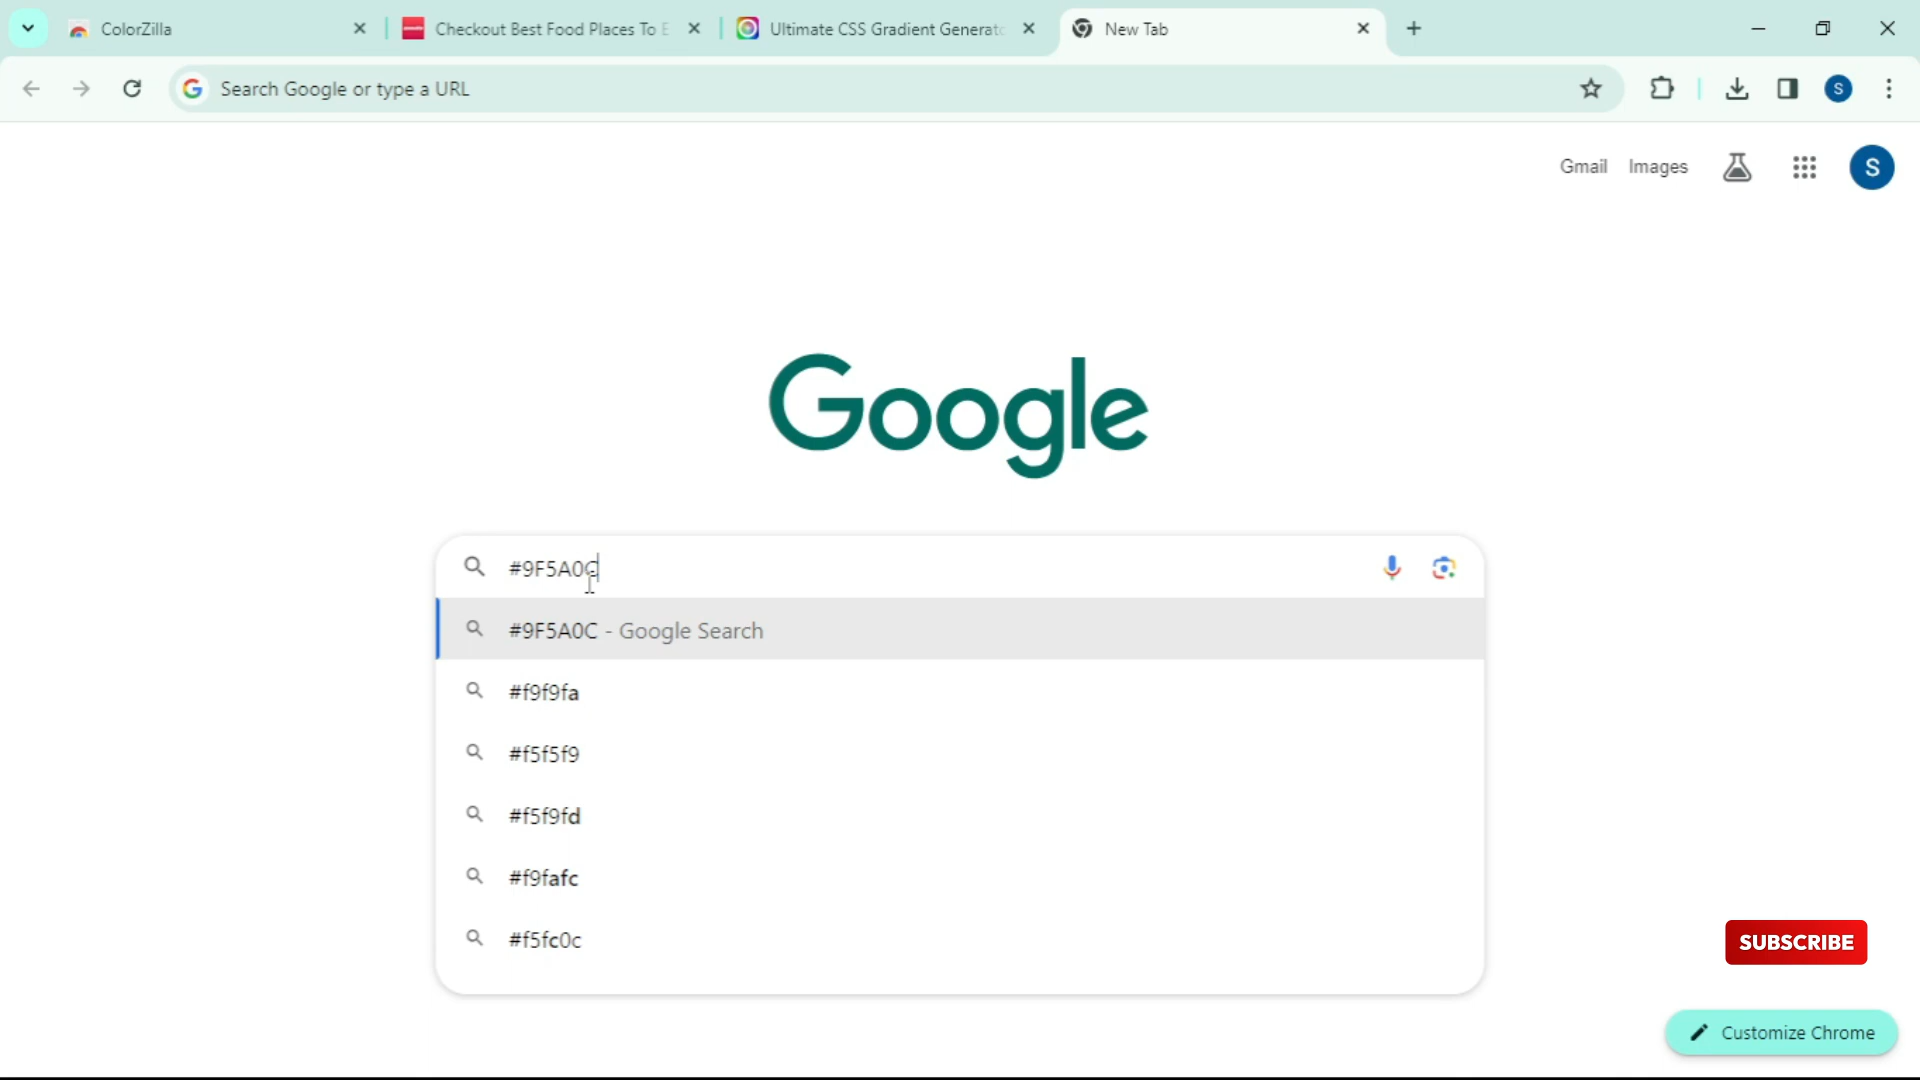 ColorZilla
Checkout Best Food Places To E
Ultimate CSS Gradient Generato
New Tab
Search Google or type a URL
S
Gmail
Images
S
Google
#9F5A0C
#9F5A0C - Google Search
#f9f9fa
#f5f5f9
#f5f9fd
#f9fafc
#f5fc0c
SUBSCRIBE
Customize Chrome